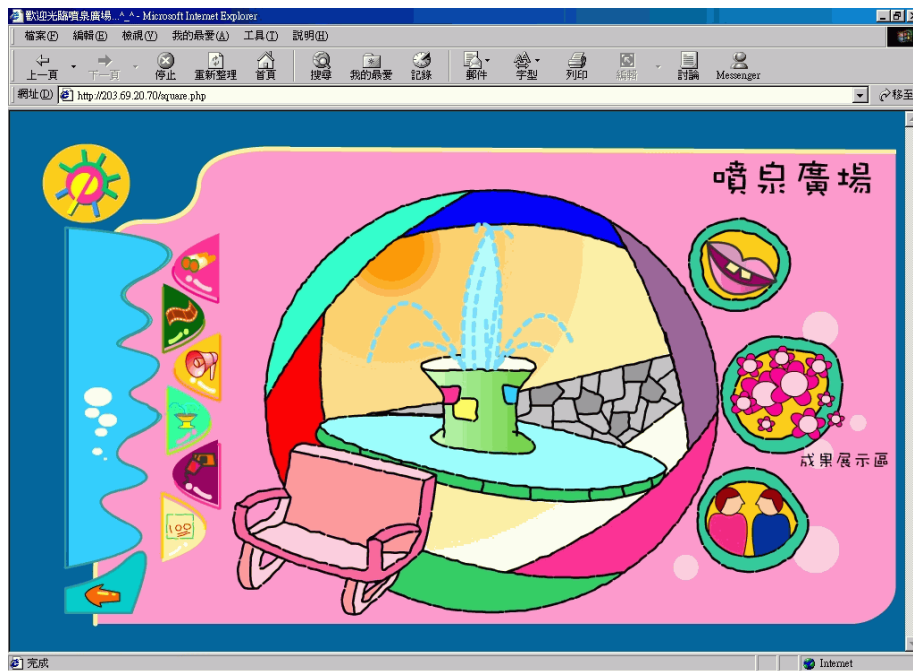 歡迎光臨噴泉廣場...^_^ - Microsoft Internet Explorer
檔案(F) 編輯(E) 檢視(V) 我的最愛(A) 工具(T) 說明(H)
上一頁 下一頁 停止 重新整理 首頁 搜尋 我的最愛 記錄 郵件 字型 列印 編輯 討論 Messenger
網址(D) http://203.69.20.70/square.php 移至
噴泉廣場
成果展示區
100
完成 Internet